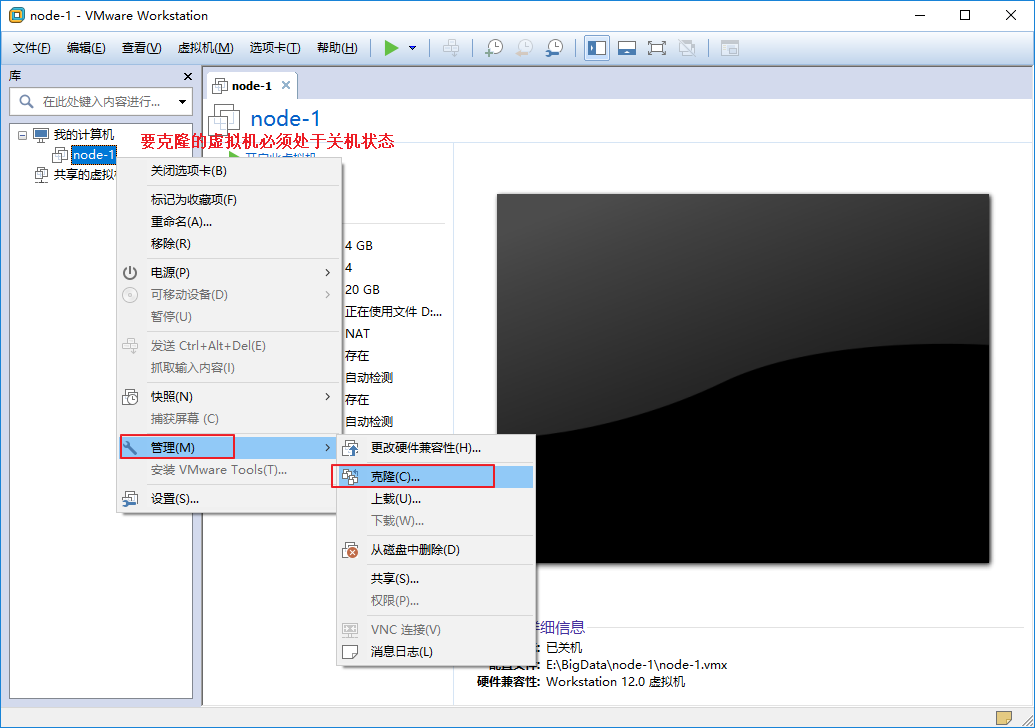 node-1 - VMware Workstation
文件(F) 编辑(E) 查看(V) 虚拟机(M) 选项卡(T) 帮助(H)
库
在此处键入内容进行...
node-1
node-1
我的计算机
要克隆的虚拟机必须处于关机状态
node-1
共享的虚拟
关闭选项卡(B)
标记为收藏项(F)
重命名(A)...
移除(R)
电源(P)
可移动设备(D)
暂停(U)
发送 Ctrl+Alt+Del(E)
抓取输入内容(I)
快照(N)
捕获屏幕 (C)
管理(M)
安装 VMware Tools(T)...
设置(S)...
4 GB
4
20 GB
正在使用文件 D:...
NAT
存在
自动检测
存在
自动检测
更改硬件兼容性(H)...
克隆(C)...
上载(U)...
下载(W)...
从磁盘中删除(D)
共享(S)...
权限(P)...
VNC 连接(V)
消息日志(L)
详细信息
已关机
配置文件: E:\BigData\node-1\node-1.vmx
硬件兼容性: Workstation 12.0 虚拟机